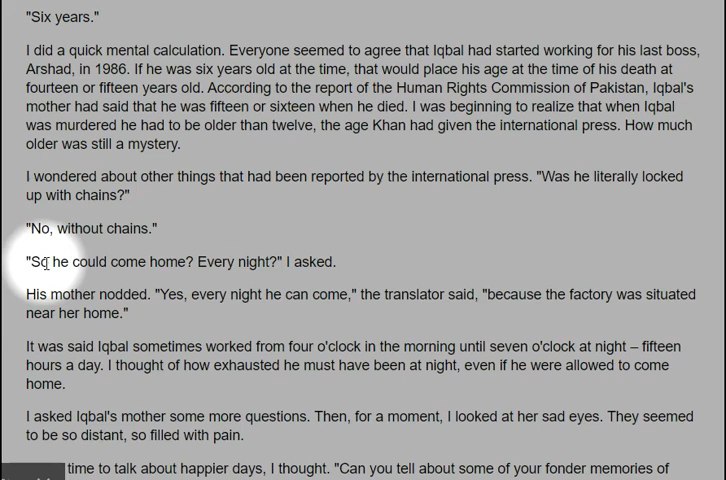 "Six years."
I did a quick mental calculation. Everyone seemed to agree that Iqbal had started working for his last boss,
Arshad, in 1986. If he was six years old at the time, that would place his age at the time of his death at
fourteen or fifteen years old. According to the report of the Human Rights Commission of Pakistan, Iqbal's
mother had said that he was fifteen or sixteen when he died. I was beginning to realize that when Iqbal
was murdered he had to be older than twelve, the age Khan had given the international press. How much
older was still a mystery.
I wondered about other things that had been reported by the international press. "Was he literally locked
up with chains?"
"No, without chains."
"So he could come home? Every night?" I asked.
His mother nodded. "Yes, every night he can come," the translator said, "because the factory was situated
near her home."
It was said Iqbal sometimes worked from four o'clock in the morning until seven o'clock at night – fifteen
hours a day. I thought of how exhausted he must have been at night, even if he were allowed to come
home.
I asked Iqbal's mother some more questions. Then, for a moment, I looked at her sad eyes. They seemed
to be so distant, so filled with pain.
time to talk about happier days, I thought. "Can you tell about some of your fonder memories of